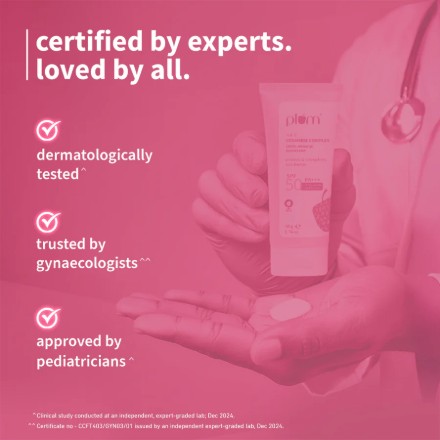 certified by experts.
loved by all.
dermatologically
tested^
trusted by
gynaecologists^^
approved by
pediatricians^
plum
SPF
50
^Clinical study conducted at an independent, expert-graded lab, Dec 2024.
^^Certificate no - CCFT403/GYN03/01 issued by an independent expert-graded lab, Dec 2024.